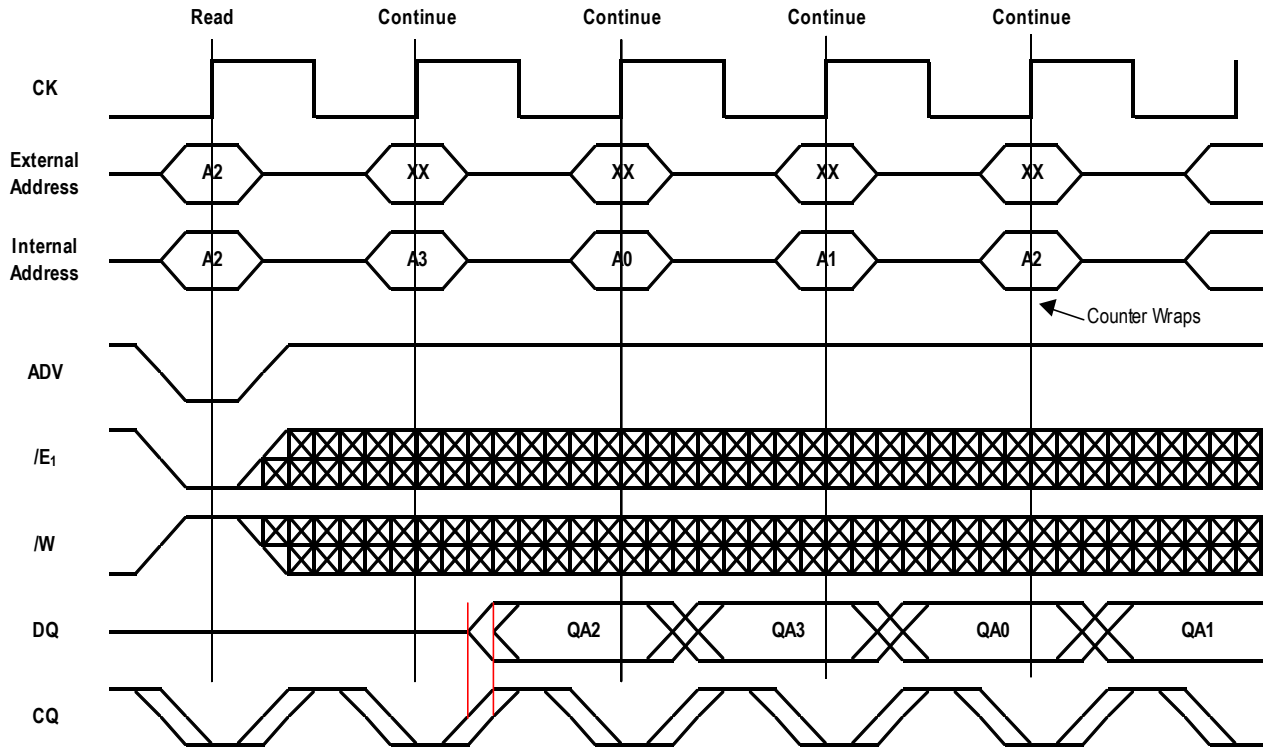 Read Continue Continue Continue Continue
CK
External
Address
A2 XX XX XX XX
Internal
Address
A2 A3 A0 A1 A2
Counter Wraps
ADV
/E1
/W
DQ
QA2 QA3 QA0 QA1
CQ